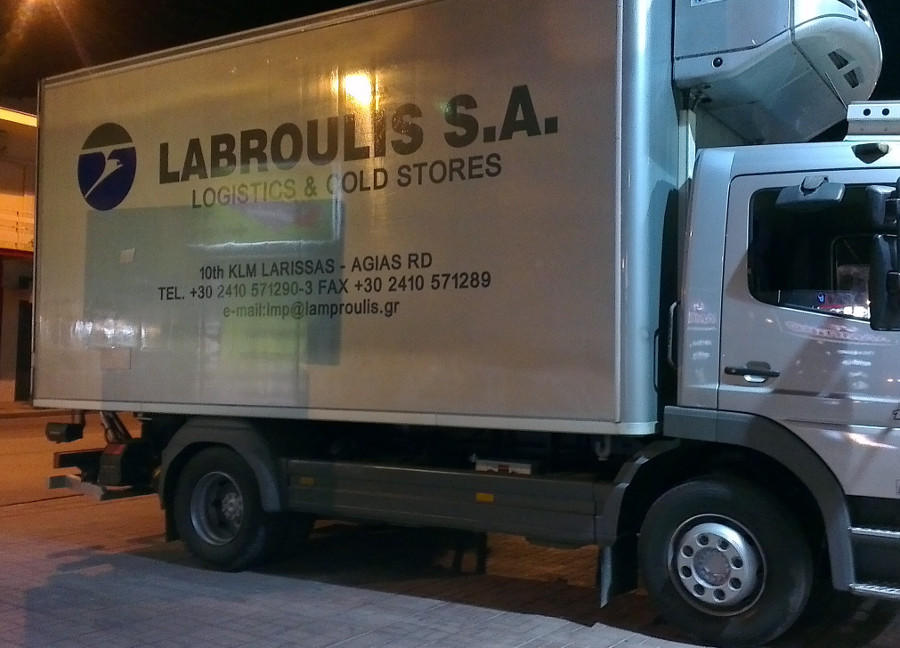 LABROULIS S.A.
LOGISTICS & COLD STORES
10th KLM LARISSAS - AGIAS RD
TEL. +30 2410 571290-3 FAX +30 2410 571289
e-mail:imp@lamproulis.gr